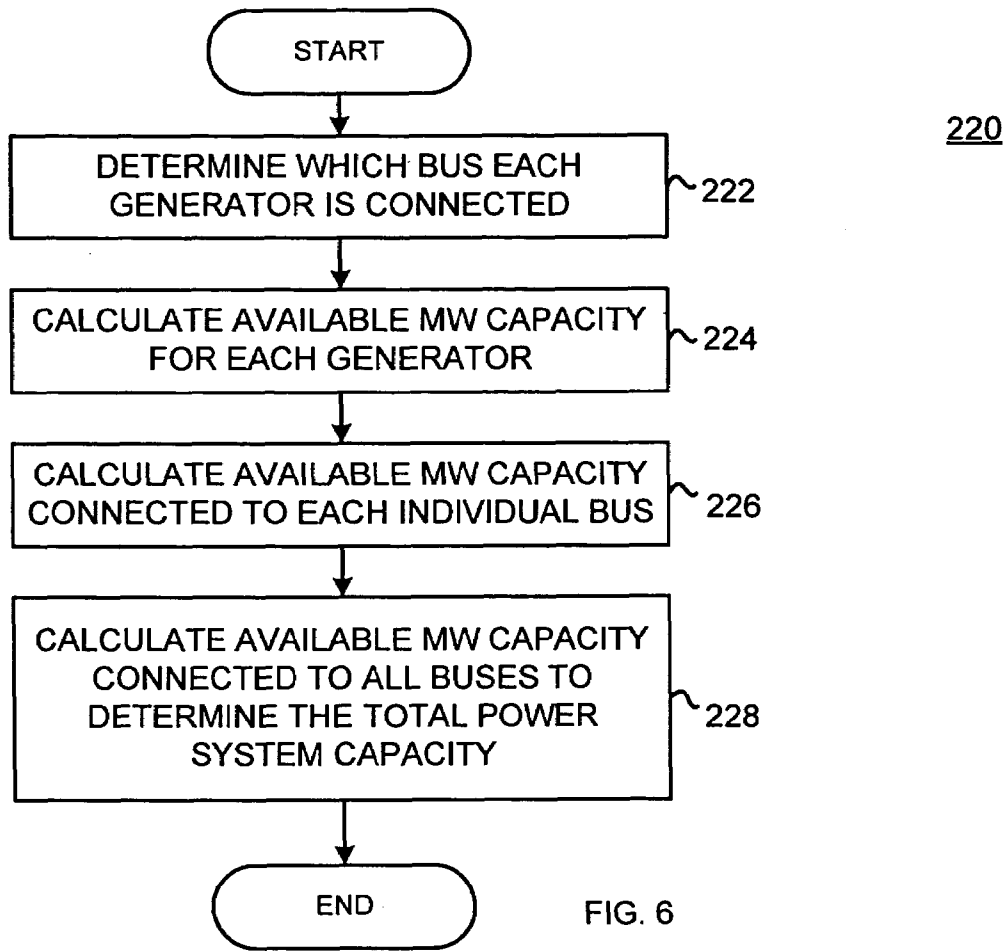 START
220
DETERMINE WHICH BUS EACH
GENERATOR IS CONNECTED
222
CALCULATE AVAILABLE MW CAPACITY
FOR EACH GENERATOR
224
CALCULATE AVAILABLE MW CAPACITY
CONNECTED TO EACH INDIVIDUAL BUS
226
CALCULATE AVAILABLE MW CAPACITY
CONNECTED TO ALL BUSES TO
DETERMINE THE TOTAL POWER
SYSTEM CAPACITY
228
END
FIG. 6